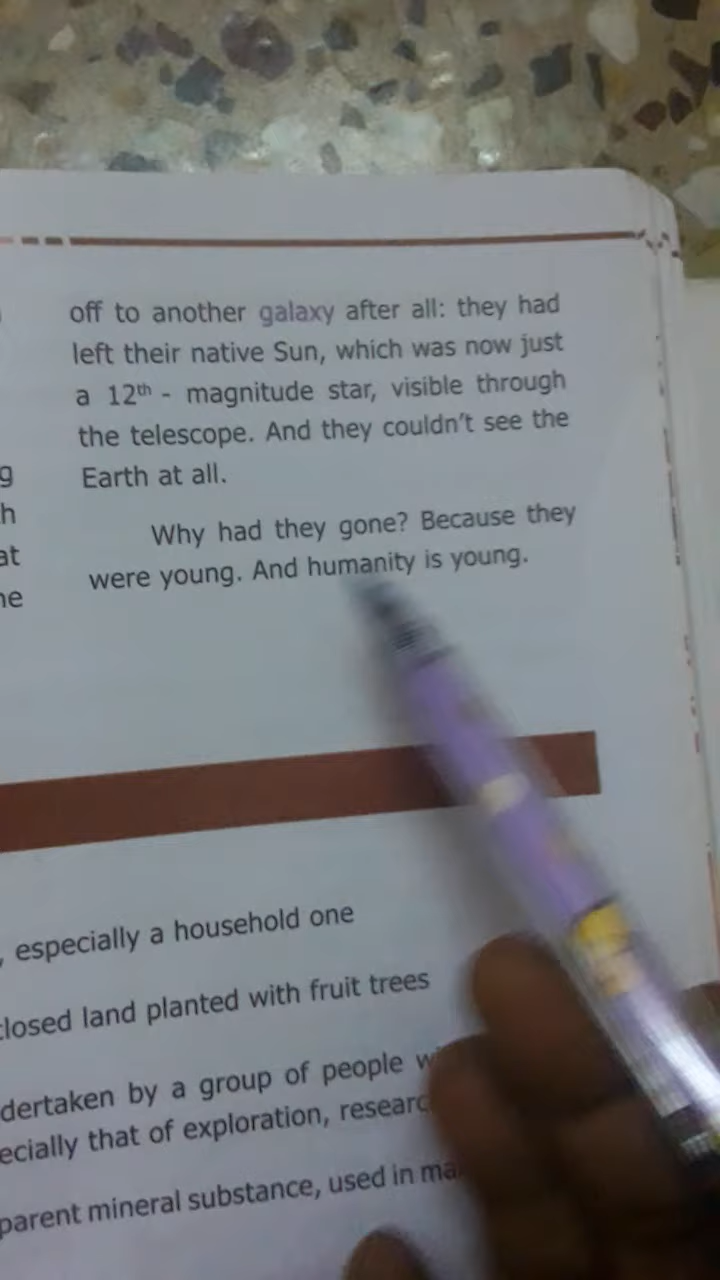 off to another galaxy after all: they had
left their native Sun, which was now just
a 12th - magnitude star, visible through
the telescope. And they couldn't see the
Earth at all.
Why had they gone? Because they
were young. And humanity is young.
, especially a household one
closed land planted with fruit trees
dertaken by a group of people
ecially that of exploration, researc
parent mineral substance, used in